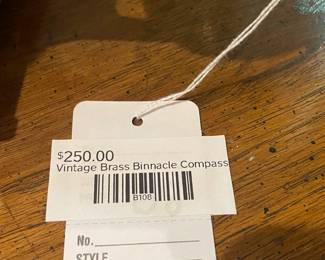 $250.00
Vintage Brass Binnacle Compass
B108
No.
STYLE